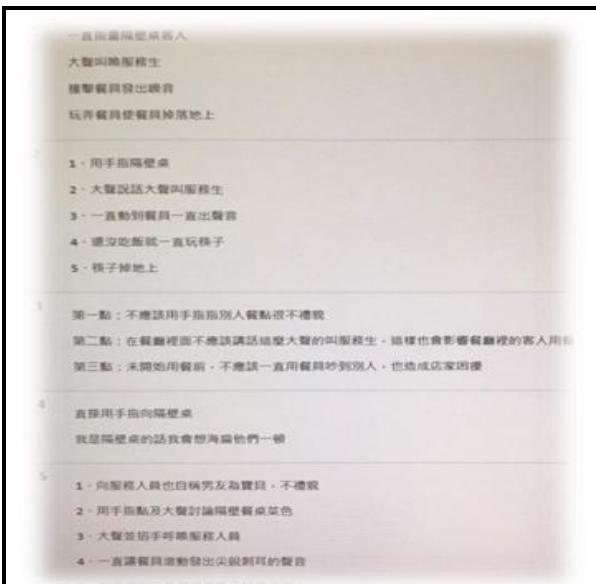 一直指著隔壁桌客人
大聲叫喚服務生
撞擊餐具發出噪音
玩弄餐具使餐具掉落地上
2
1、用手指隔壁桌
2、大聲說話大聲叫服務生
3、一直動到餐具一直出聲音
4、還沒吃飯就一直玩筷子
5、筷子掉地上
3
第一點：不應該用手指指別人餐點很不禮貌
第二點：在餐廳裡面不應該講話這麼大聲的叫服務生，這樣也會影響餐廳裡的客人用餐
第三點：未開始用餐前，不應該一直用餐具吵到別人，也造成店家困擾
4
直接用手指向隔壁桌
我是隔壁桌的話我會想海扁他們一頓
5
1、向服務人員也自稱男友為寶貝，不禮貌
2、用手指點及大聲討論隔壁餐桌菜色
3、大聲並招手呼喚服務人員
4、一直讓餐具滾動發出尖銳刺耳的聲音